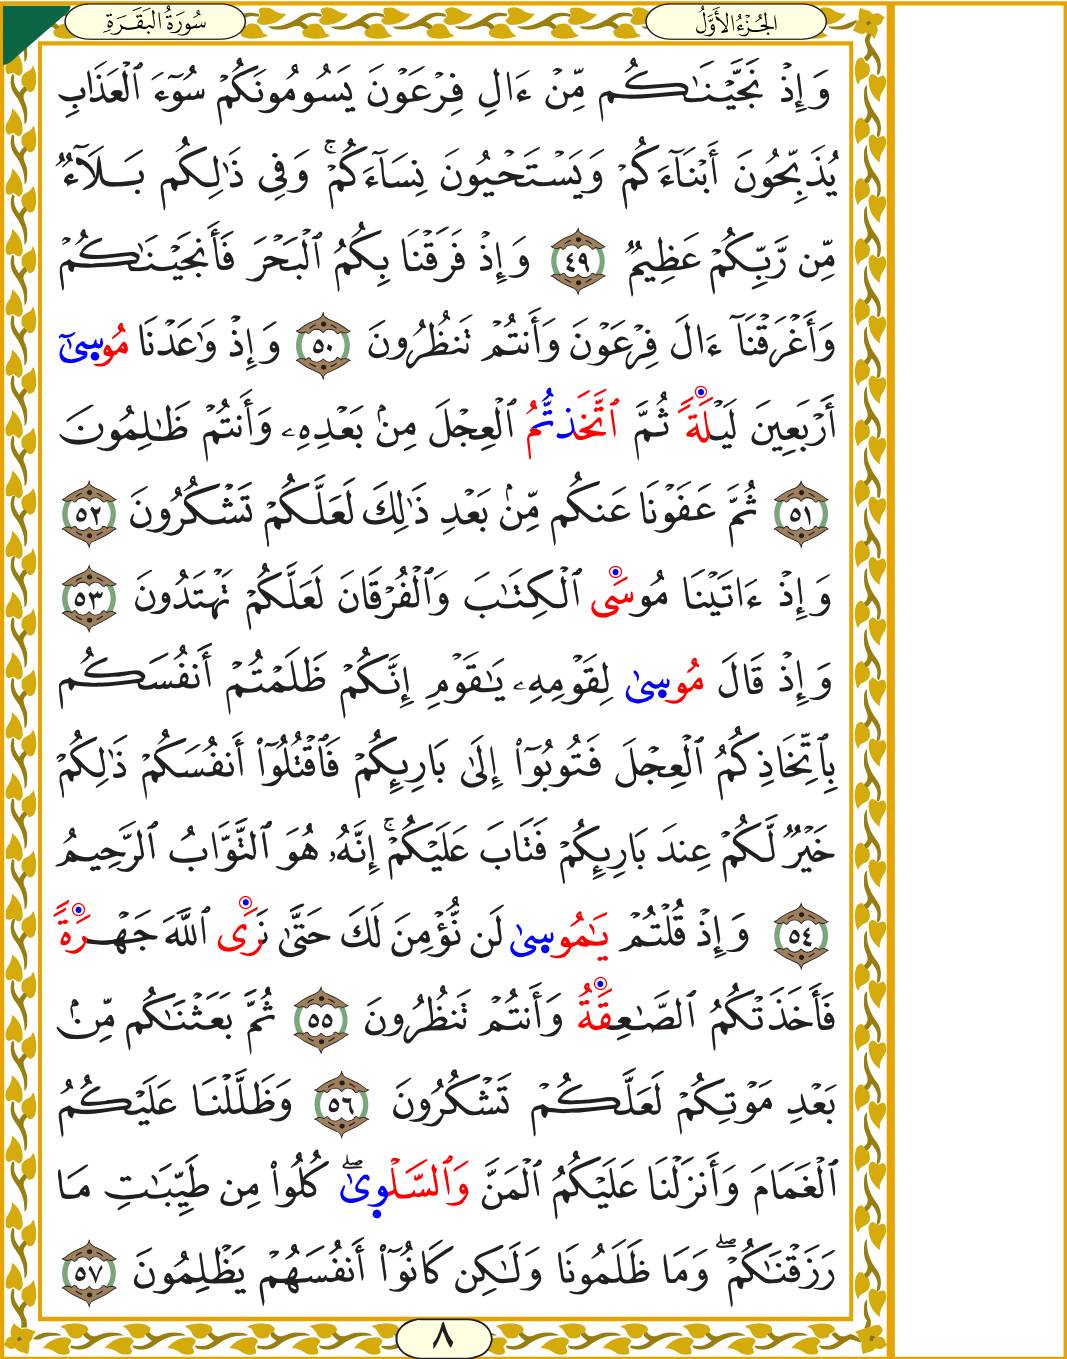 سُورَةُ البَقَرَةِ
الجُزْءُ الأَوَّلُ
وَإِذْ نَجَّيْنَٰكُم مِّنْ ءَالِ فِرْعَوْنَ يَسُومُونَكُمْ سُوٓءَ ٱلْعَذَابِ
يُذَبِّحُونَ أَبْنَآءَكُمْ وَيَسْتَحْيُونَ نِسَآءَكُمْ ۚ وَفِى ذَٰلِكُم بَلَآءٌ
مِّن رَّبِّكُمْ عَظِيمٌ ٤٩ وَإِذْ فَرَقْنَا بِكُمُ ٱلْبَحْرَ فَأَنجَيْنَٰكُمْ
وَأَغْرَقْنَآ ءَالَ فِرْعَوْنَ وَأَنتُمْ تَنظُرُونَ ٥٠ وَإِذْ وَٰعَدْنَا مُوسِىٰٓ
أَرْبَعِينَ لَيْلَةً ثُمَّ ٱتَّخَذتُّمُ ٱلْعِجْلَ مِنۢ بَعْدِهِۦ وَأَنتُمْ ظَٰلِمُونَ
٥١ ثُمَّ عَفَوْنَا عَنكُم مِّنۢ بَعْدِ ذَٰلِكَ لَعَلَّكُمْ تَشْكُرُونَ ٥٢
وَإِذْ ءَاتَيْنَا مُوسَى ٱلْكِتَٰبَ وَٱلْفُرْقَانَ لَعَلَّكُمْ تَهْتَدُونَ ٥٣
وَإِذْ قَالَ مُوسِىٰ لِقَوْمِهِۦ يَٰقَوْمِ إِنَّكُمْ ظَلَمْتُمْ أَنفُسَكُم
بِٱتِّخَاذِكُمُ ٱلْعِجْلَ فَتُوبُوٓا۟ إِلَىٰ بَارِئِكُمْ فَٱقْتُلُوٓا۟ أَنفُسَكُمْ ذَٰلِكُمْ
خَيْرٌ لَّكُمْ عِندَ بَارِئِكُمْ فَتَابَ عَلَيْكُمْ ۚ إِنَّهُۥ هُوَ ٱلتَّوَّابُ ٱلرَّحِيمُ
٥٤ وَإِذْ قُلْتُمْ يَٰمُوسِىٰ لَن نُّؤْمِنَ لَكَ حَتَّىٰ نَرَى ٱللَّهَ جَهْرَةً
فَأَخَذَتْكُمُ ٱلصَّٰعِقَةُ وَأَنتُمْ تَنظُرُونَ ٥٥ ثُمَّ بَعَثْنَٰكُم مِّنۢ
بَعْدِ مَوْتِكُمْ لَعَلَّكُمْ تَشْكُرُونَ ٥٦ وَظَلَّلْنَا عَلَيْكُمُ
ٱلْغَمَامَ وَأَنزَلْنَا عَلَيْكُمُ ٱلْمَنَّ وَٱلسَّلْوِىٰ ۖ كُلُوا۟ مِن طَيِّبَٰتِ مَا
رَزَقْنَٰكُمْ ۖ وَمَا ظَلَمُونَا وَلَٰكِن كَانُوٓا۟ أَنفُسَهُمْ يَظْلِمُونَ ٥٧
٨